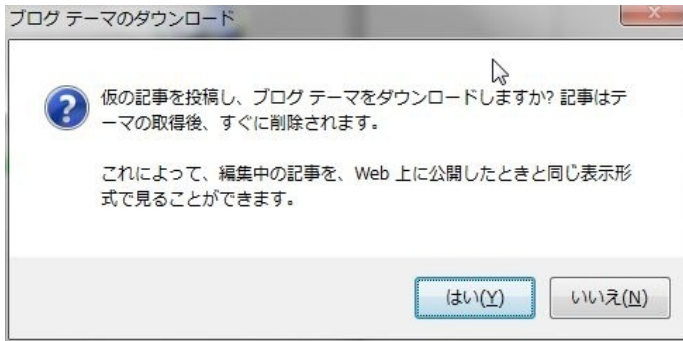 ブログ テーマのダウンロード
仮の記事を投稿し、ブログ テーマをダウンロードしますか? 記事はテ
ーマの取得後、すぐに削除されます。
これによって、編集中の記事を、Web 上に公開したときと同じ表示形
式で見ることができます。
はい(Y)
いいえ(N)